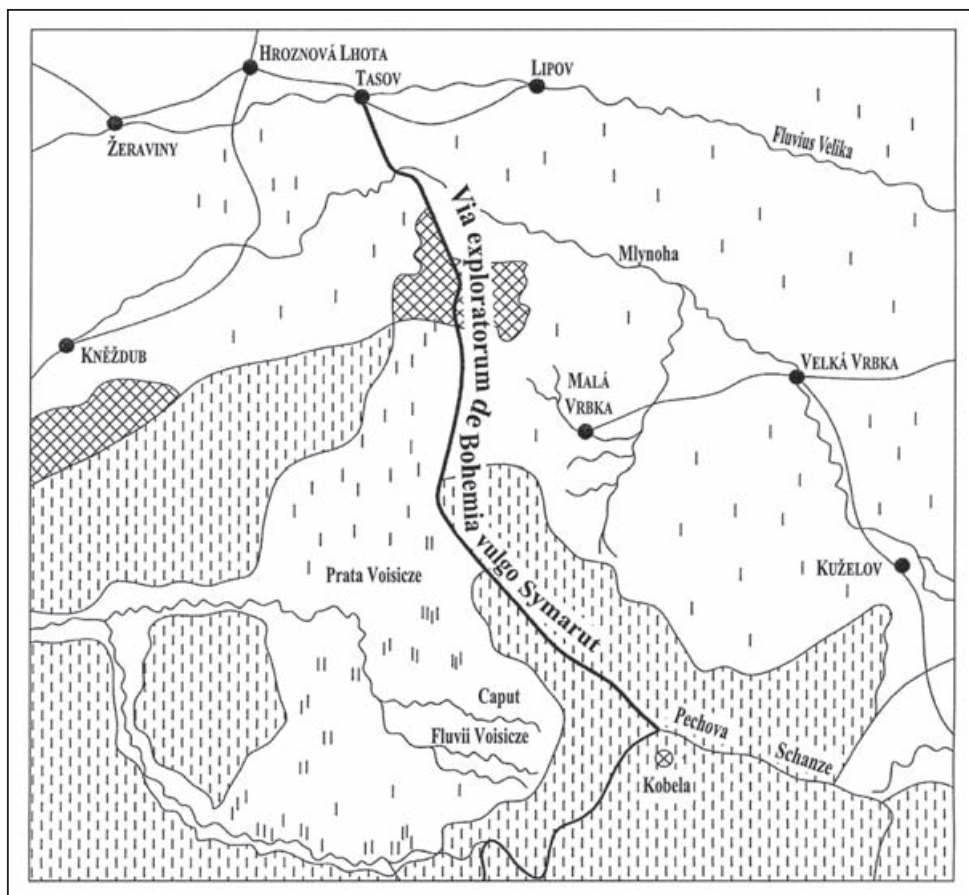 HROZNOVÁ LHOTA
TASOV
LIPOV
ŽERAVINY
Fluvius Velika
Via exploratorum de Bohemia vulgo Symarut
Mlynoha
KNĚŽDUB
VELKÁ VRBKA
MALÁ
VRBKA
KUŽELOV
Prata Voisicze
Caput
Fluvii Voisicze
Pechova
Schanze
Kobela